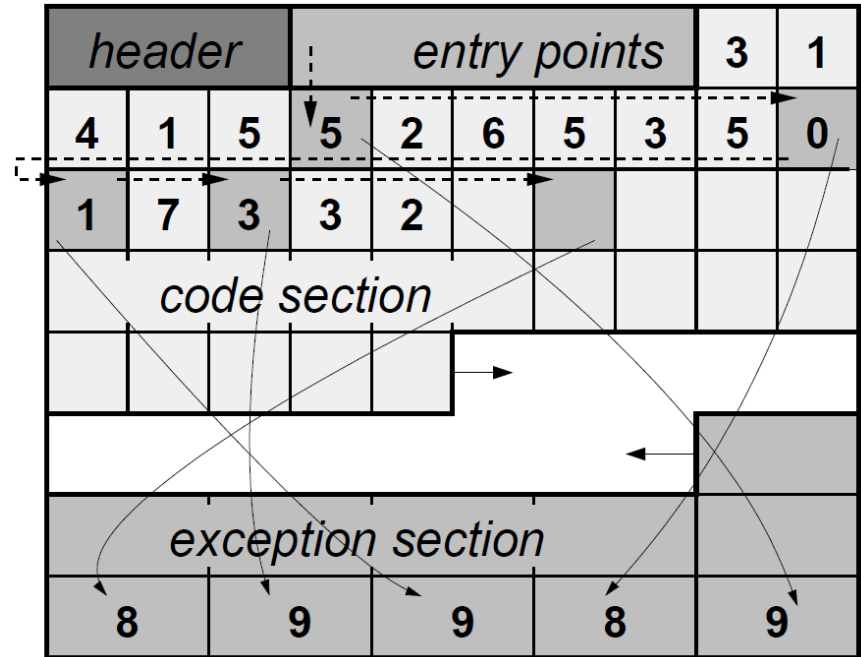 header entry points 3 1
4 1 5 5 2 6 5 3 5 0
1 7 3 3 2
code section
exception section
8 9 9 8 9